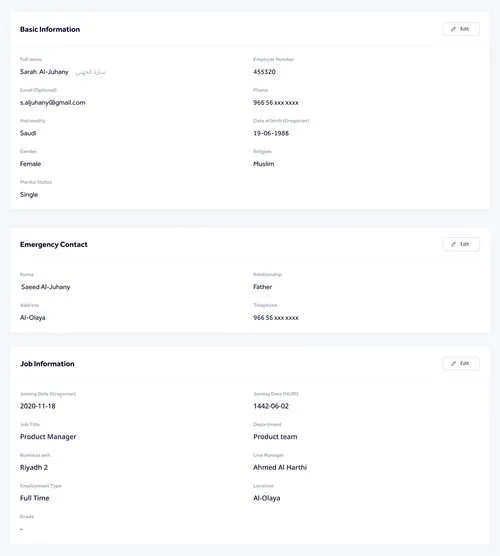 Basic Information
Edit
Full name
Employer Number
Sarah Al-Juhany سارة الجهني
455320
Email (Optional)
Phone
s.aljuhany@gmail.com
966 56 xxx xxxx
Nationality
Date of birth (Gregorian)
Saudi
19-06-1988
Gender
Religion
Female
Muslim
Marital Status
Single
Emergency Contact
Edit
Name
Relationship
Saeed Al-Juhany
Father
Address
Telephone
Al-Olaya
966 56 xxx xxxx
Job Information
Edit
Joining Date (Gregorian)
Joining Date (HIJRI)
2020-11-18
1442-06-02
Job Title
Department
Product Manager
Product team
Business unit
Line Manager
Riyadh 2
Ahmed Al Harthi
Employment Type
Location
Full Time
Al-Olaya
Grade
-